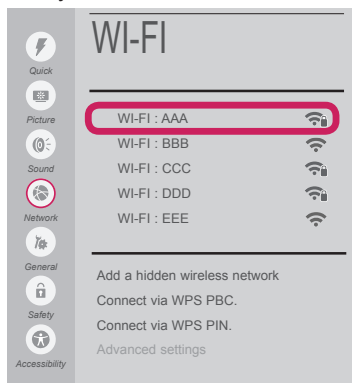 WI-FI
Quick
Picture
Sound
Network
General
Safety
Accessibility
WI-FI : AAA
WI-FI : BBB
WI-FI : CCC
WI-FI : DDD
WI-FI : EEE
Add a hidden wireless network
Connect via WPS PBC.
Connect via WPS PIN.
Advanced settings